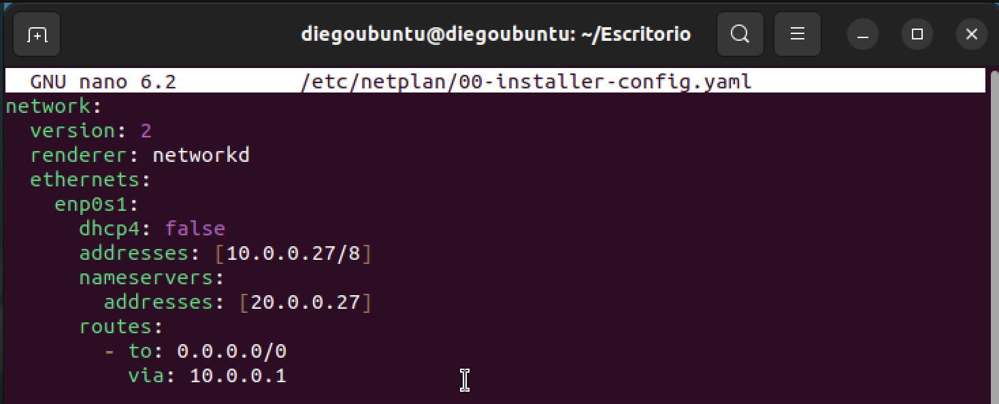 diegoubuntu@diegoubuntu: ~/Escritorio
GNU nano 6.2 /etc/netplan/00-installer-config.yaml
network:
  version: 2
  renderer: networkd
  ethernets:
    enp0s1:
      dhcp4: false
      addresses: [10.0.0.27/8]
      nameservers:
        addresses: [20.0.0.27]
      routes:
        - to: 0.0.0.0/0
          via: 10.0.0.1